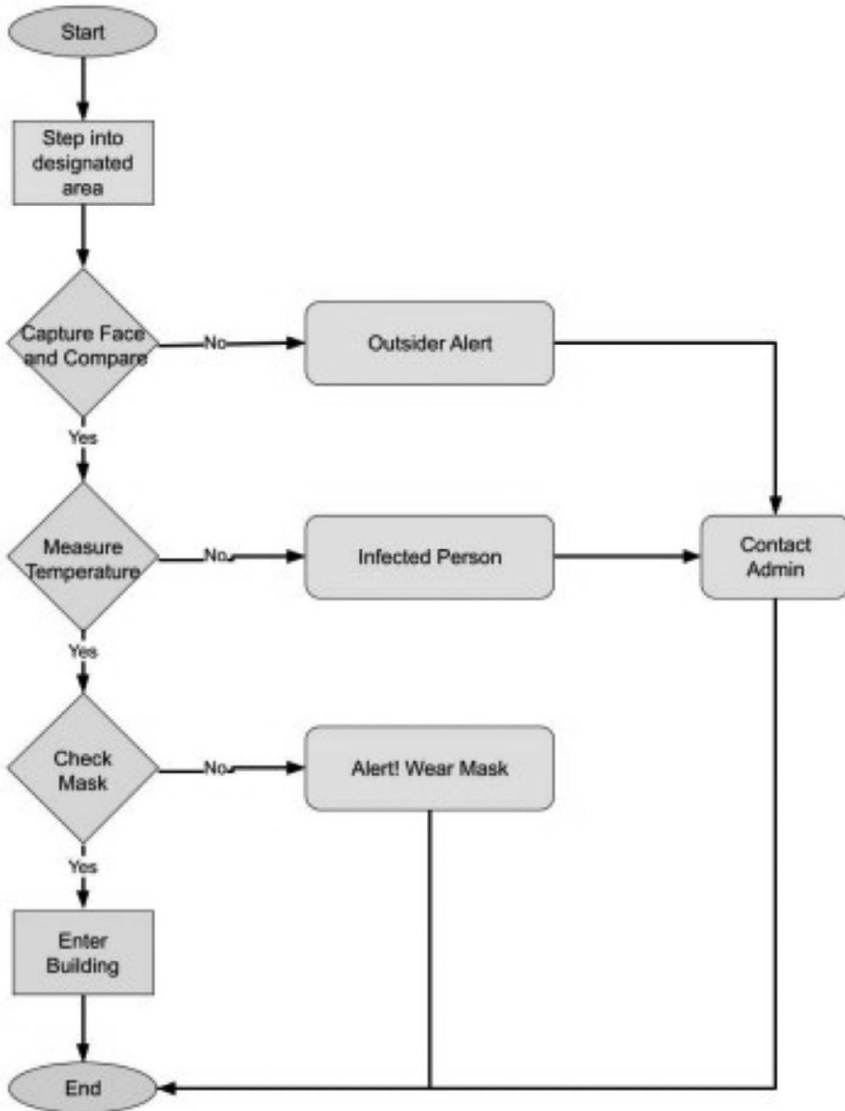 Start
Step into
designated
area
Capture Face
and Compare
No
Outsider Alert
Yes
Measure
Temperature
No
Infected Person
Contact
Admin
Yes
Check
Mask
No
Alert! Wear Mask
Yes
Enter
Building
End